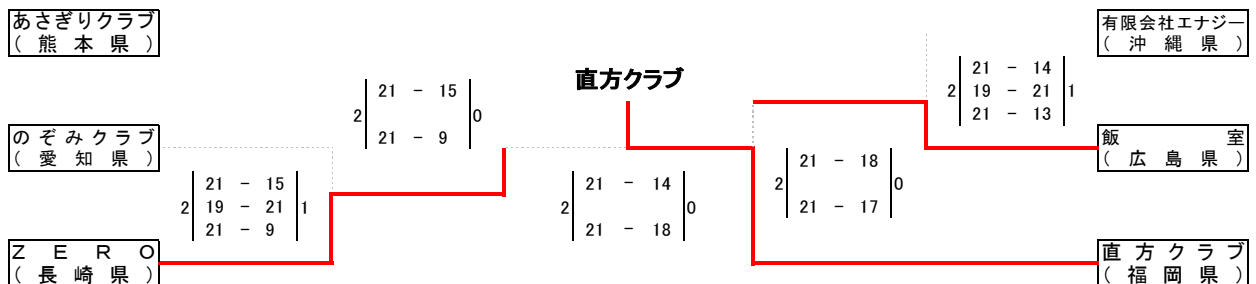 あさぎりクラブ
( 熊 本 県 )
有限会社エナジー
( 沖 縄 県 )
直方クラブ
21 － 15
2 0
21 － 9
21 － 14
2 19 － 21 1
21 － 13
のぞみクラブ
( 愛 知 県 )
飯 室
( 広 島 県 )
21 － 15
2 19 － 21 1
21 － 9
21 － 14
2 0
21 － 18
21 － 18
2 0
21 － 17
Z E R O
( 長 崎 県 )
直 方 ク ラ ブ
( 福 岡 県 )